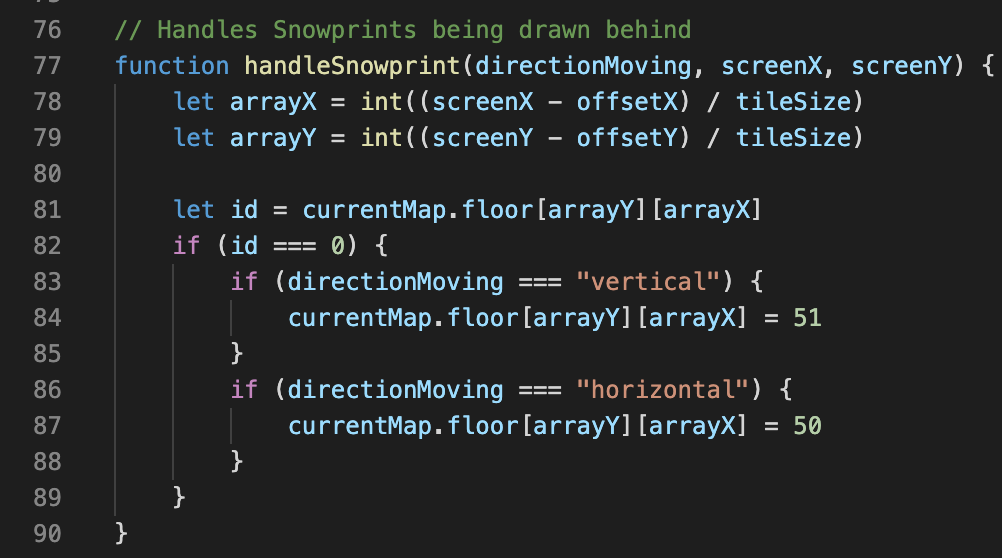 76 // Handles Snowprints being drawn behind
77 function handleSnowprint(directionMoving, screenX, screenY) {
78 let arrayX = int((screenX - offsetX) / tileSize)
79 let arrayY = int((screenY - offsetY) / tileSize)
80
81 let id = currentMap.floor[arrayY][arrayX]
82 if (id === 0) {
83 if (directionMoving === "vertical") {
84 currentMap.floor[arrayY][arrayX] = 51
85 }
86 if (directionMoving === "horizontal") {
87 currentMap.floor[arrayY][arrayX] = 50
88 }
89 }
90 }